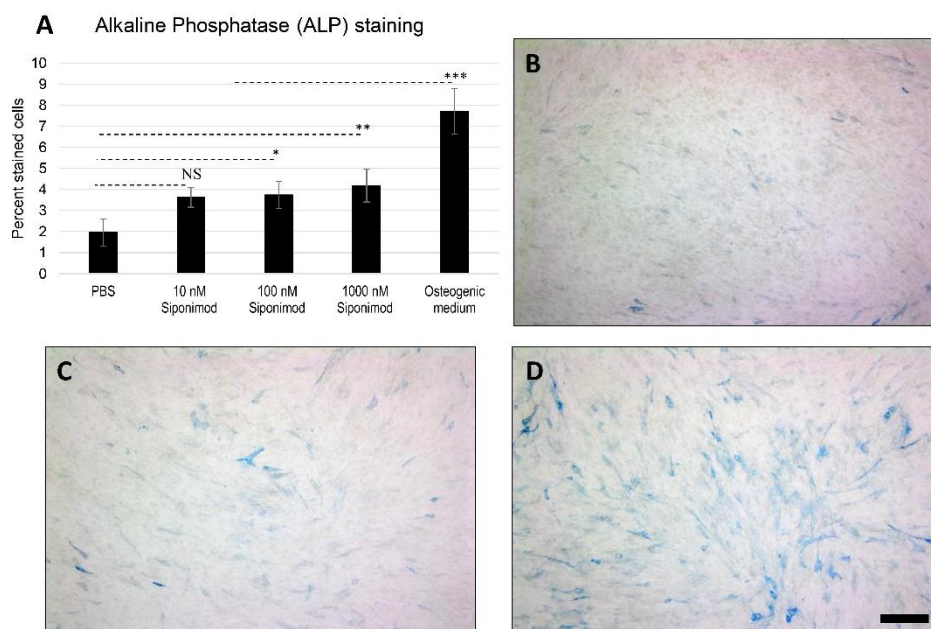 A
Alkaline Phosphatase (ALP) staining
Percent stained cells
10
9
8
7
6
5
4
3
2
1
0
***
**
*
NS
PBS
10 nM
Siponimod
100 nM
Siponimod
1000 nM
Siponimod
Osteogenic
medium
B
C
D